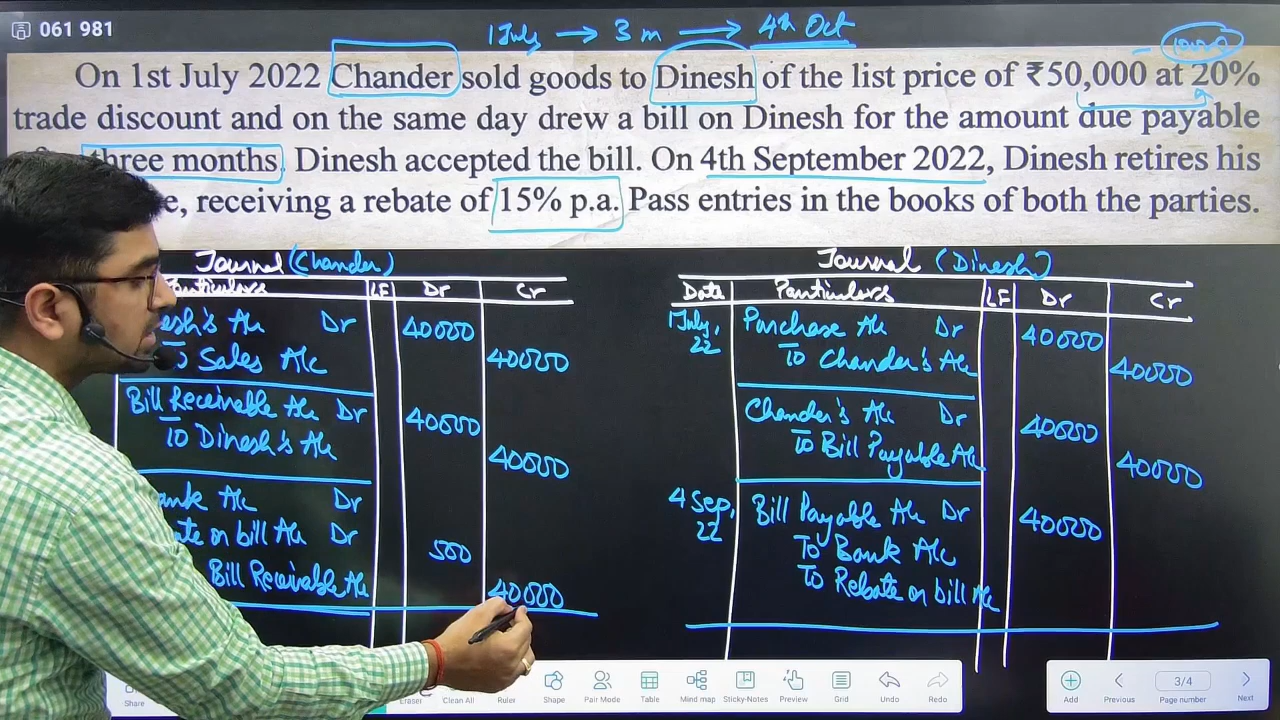 061 981
1 July → 3 m → 4th Oct
10000
On 1st July 2022 Chander sold goods to Dinesh of the list price of ₹50,000 at 20%
trade discount and on the same day drew a bill on Dinesh for the amount due payable
three months. Dinesh accepted the bill. On 4th September 2022, Dinesh retires his
receiving a rebate of 15% p.a. Pass entries in the books of both the parties.
Journal (Chander)
Particulars LF Dr Cr
A/c Dr 40000
To Sales A/c 40000
Bill Receivable A/c Dr 40000
To Dinesh's A/c 40000
A/c Dr
on bill A/c Dr 500
Bill Receivable A/c 40000
Journal (Dinesh)
Date Particulars LF Dr Cr
1 July, 22 Purchase A/c Dr 40000
To Chander's A/c 40000
Chander's A/c Dr 40000
To Bill Payable A/c 40000
4 Sep, 22 Bill Payable A/c Dr 40000
To Bank A/c
To Rebate on bill A/c
Share
Eraser Clean All Ruler Shape Pair Mode Table Mind map Sticky-Notes Preview Grid Undo Redo
Add Previous 3/4 Page number Next